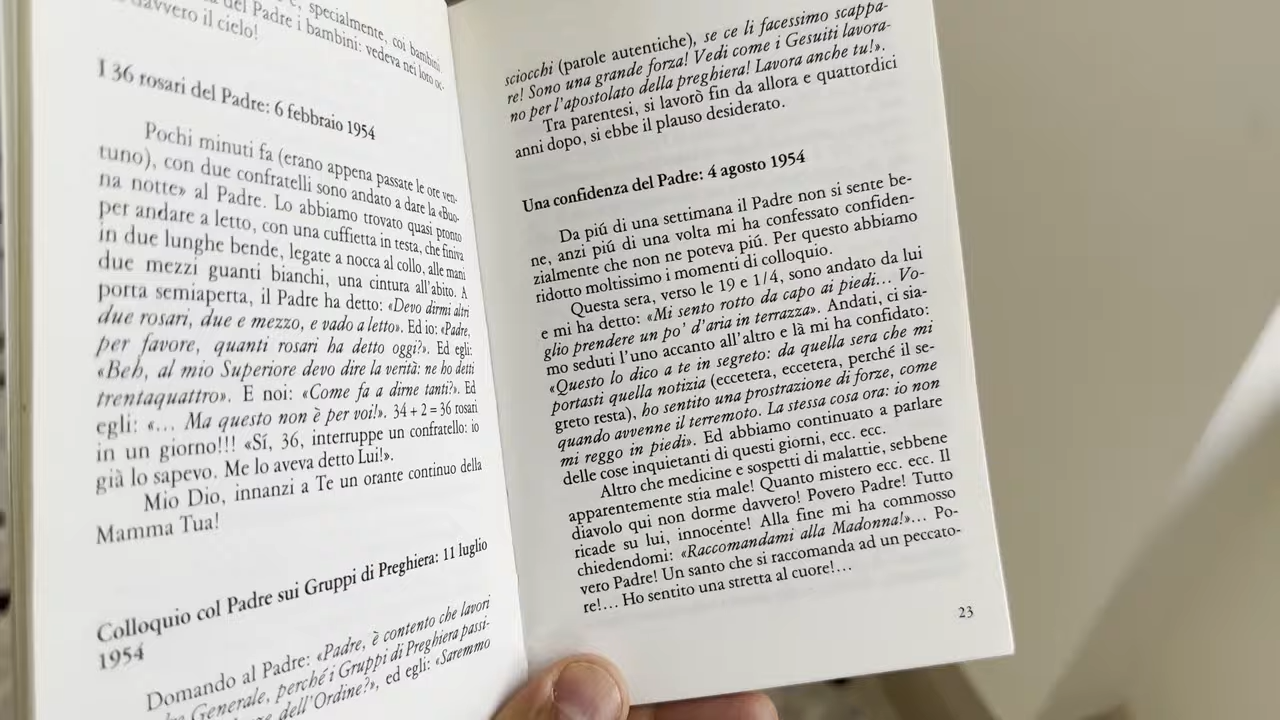 specialmente, coi bambini
del Padre i bambini: vedeva nei loro oc-
davvero il cielo!
I 36 rosari del Padre: 6 febbraio 1954
Pochi minuti fa (erano appena passate le ore ven-
tuno), con due confratelli sono andato a dare la «Buo-
na notte» al Padre. Lo abbiamo trovato quasi pronto
per andare a letto, con una cuffietta in testa, che finiva
in due lunghe bende, legate a nocca al collo, alle mani
due mezzi guanti bianchi, una cintura all'abito. A
porta semiaperta, il Padre ha detto: «Devo dirmi altri
due rosari, due e mezzo, e vado a letto». Ed io: «Padre,
per favore, quanti rosari ha detto oggi?». Ed egli:
«Beh, al mio Superiore devo dire la verità: ne ho detti
trentaquattro». E noi: «Come fa a dirne tanti?». Ed
egli: «... Ma questo non è per voi!». 34 + 2 = 36 rosari
in un giorno!!! «Sí, 36, interruppe un confratello: io
già lo sapevo. Me lo aveva detto Lui!».
Mio Dio, innanzi a Te un orante continuo della
Mamma Tua!
Colloquio col Padre sui Gruppi di Preghiera: 11 luglio
1954
Domando al Padre: «Padre, è contento che lavori
Generale, perché i Gruppi di Preghiera passi-
dell'Ordine?», ed egli: «Saremmo
sciocchi (parole autentiche), se ce li facessimo scappa-
re! Sono una grande forza! Vedi come i Gesuiti lavora-
no per l'apostolato della preghiera! Lavora anche tu!».
Tra parentesi, si lavorò fin da allora e quattordici
anni dopo, si ebbe il plauso desiderato.
Una confidenza del Padre: 4 agosto 1954
Da piú di una settimana il Padre non si sente be-
ne, anzi piú di una volta mi ha confessato confiden-
zialmente che non ne poteva piú. Per questo abbiamo
ridotto moltissimo i momenti di colloquio.
Questa sera, verso le 19 e 1/4, sono andato da lui
e mi ha detto: «Mi sento rotto da capo ai piedi... Vo-
glio prendere un po' d'aria in terrazza». Andati, ci sia-
mo seduti l'uno accanto all'altro e là mi ha confidato:
«Questo lo dico a te in segreto: da quella sera che mi
portasti quella notizia (eccetera, eccetera, perché il se-
greto resta), ho sentito una prostrazione di forze, come
quando avvenne il terremoto. La stessa cosa ora: io non
mi reggo in piedi». Ed abbiamo continuato a parlare
delle cose inquietanti di questi giorni, ecc. ecc.
Altro che medicine e sospetti di malattie, sebbene
apparentemente stia male! Quanto mistero ecc. ecc. Il
diavolo qui non dorme davvero! Povero Padre! Tutto
ricade su lui, innocente! Alla fine mi ha commosso
chiedendomi: «Raccomandami alla Madonna!»... Po-
vero Padre! Un santo che si raccomanda ad un peccato-
re!... Ho sentito una stretta al cuore!...
23